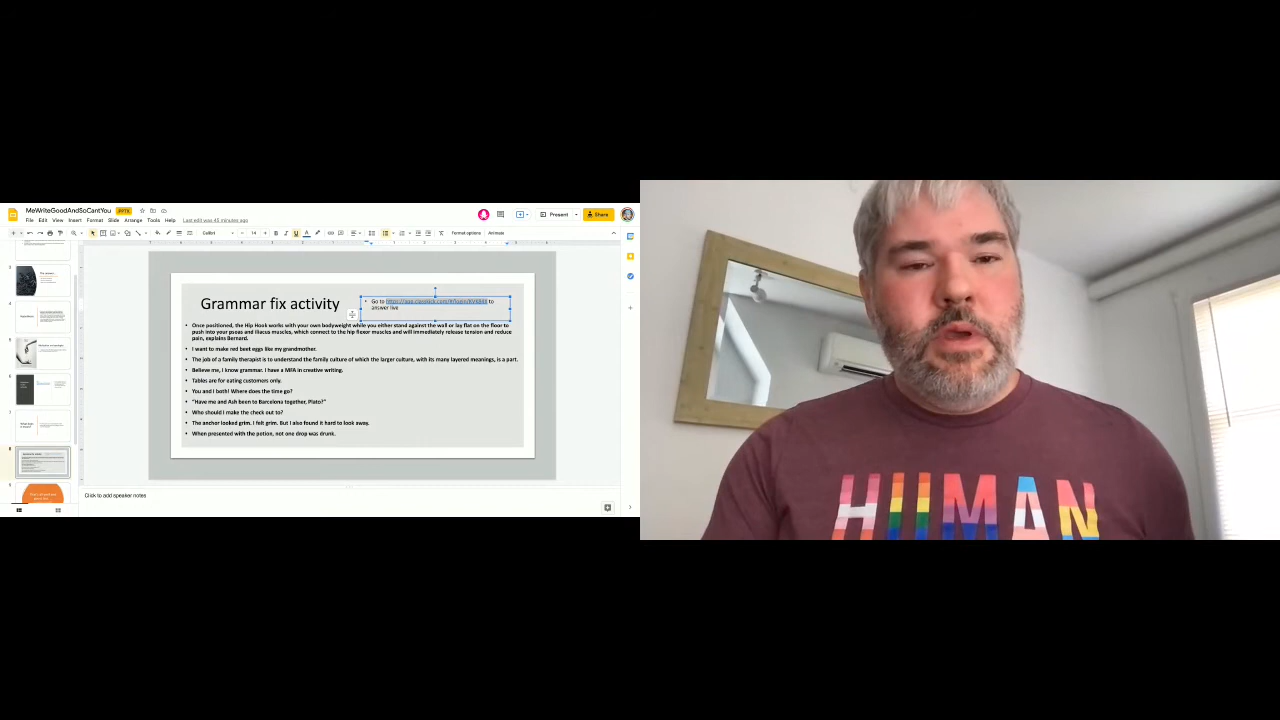 MeWriteGoodAndSoCantYou .PPTX
File Edit View Insert Format Slide Arrange Tools Help Last edit was 45 minutes ago
Present Share
Calibri 14 Format options Animate
Grammar fix activity
• Go to to
answer live
• Once positioned, the Hip Hook works with your own bodyweight while you either stand against the wall or lay flat on the floor to
push into your psoas and iliacus muscles, which connect to the hip flexor muscles and will immediately release tension and reduce
pain, explains Bernard.
• I want to make red beet eggs like my grandmother.
• The job of a family therapist is to understand the family culture of which the larger culture, with its many layered meanings, is a part.
• Believe me, I know grammar. I have a MFA in creative writing.
• Tables are for eating customers only.
• You and I both! Where does the time go?
• "Have me and Ash been to Barcelona together, Plato?"
• Who should I make the check out to?
• The anchor looked grim. I felt grim. But I also found it hard to look away.
• When presented with the potion, not one drop was drunk.
Click to add speaker notes
HUMAN